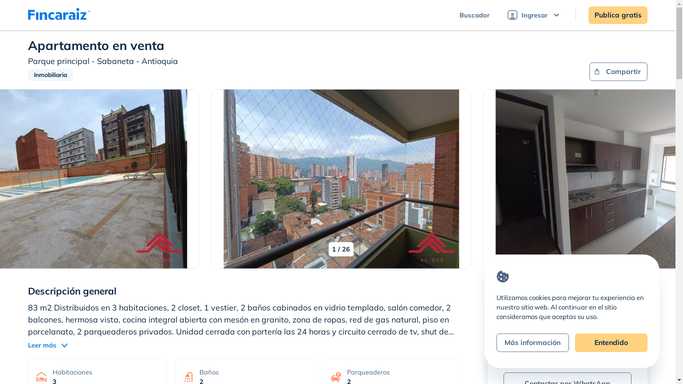 Fincaraiz
Buscador
Ingresar
Publica gratis
Apartamento en venta
Parque principal - Sabaneta - Antioquia
Inmobiliaria
Compartir
1 / 26
Descripción general
83 m2 Distribuidos en 3 habitaciones, 2 closet, 1 vestier, 2 baños cabinados en vidrio templado, salón comedor, 2
balcones, hermosa vista, cocina integral abierta con mesón en granito, zona de ropas, red de gas natural, piso en
porcelanato, 2 parqueaderos privados. Unidad cerrada con portería las 24 horas y circuito cerrado de tv, shut de...
Leer más
Habitaciones
3
Baños
2
Parqueaderos
2
Utilizamos cookies para mejorar tu experiencia en
nuestro sitio web. Al continuar en el sitio
consideramos que aceptas su uso.
Más información
Entendido
Contactar por WhatsApp